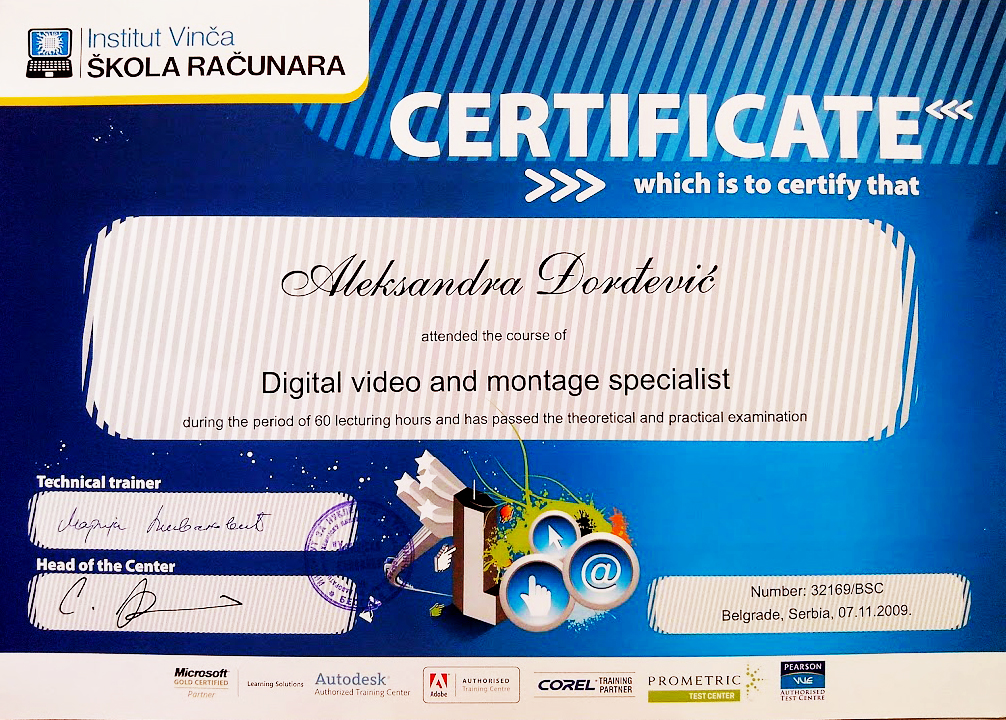 Institut Vinča
ŠKOLA RAČUNARA
CERTIFICATE <<<
>>> which is to certify that
Aleksandra Đorđević
attended the course of
Digital video and montage specialist
during the period of 60 lecturing hours and has passed the theoretical and practical examination
Technical trainer
Марија
Head of the Center
С.
@
Number: 32169/BSC
Belgrade, Serbia, 07.11.2009.
Microsoft
GOLD CERTIFIED
Partner
Learning Solutions
Autodesk
Authorized Training Center
Adobe
AUTHORISED
Training Centre
COREL TRAINING
PARTNER
PROMETRIC
TEST CENTER
PEARSON
VUE
AUTHORISED
TEST CENTRE